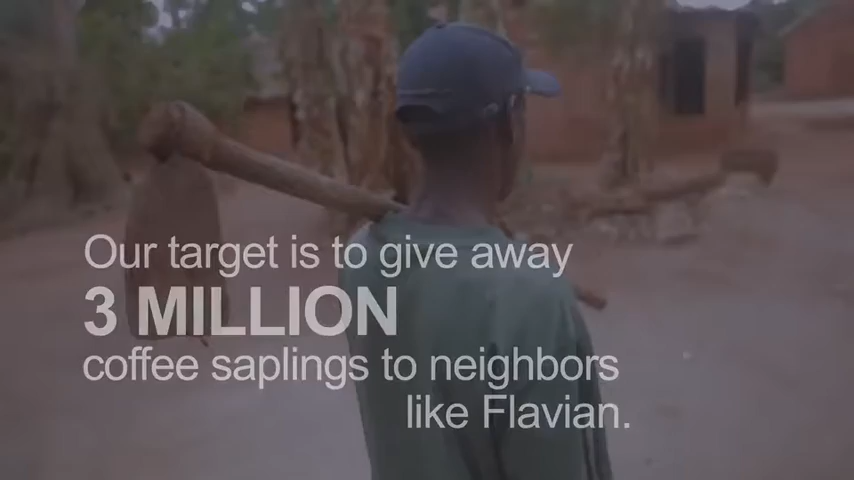 Our target is to give away
3 MILLION
coffee saplings to neighbors
like Flavian.